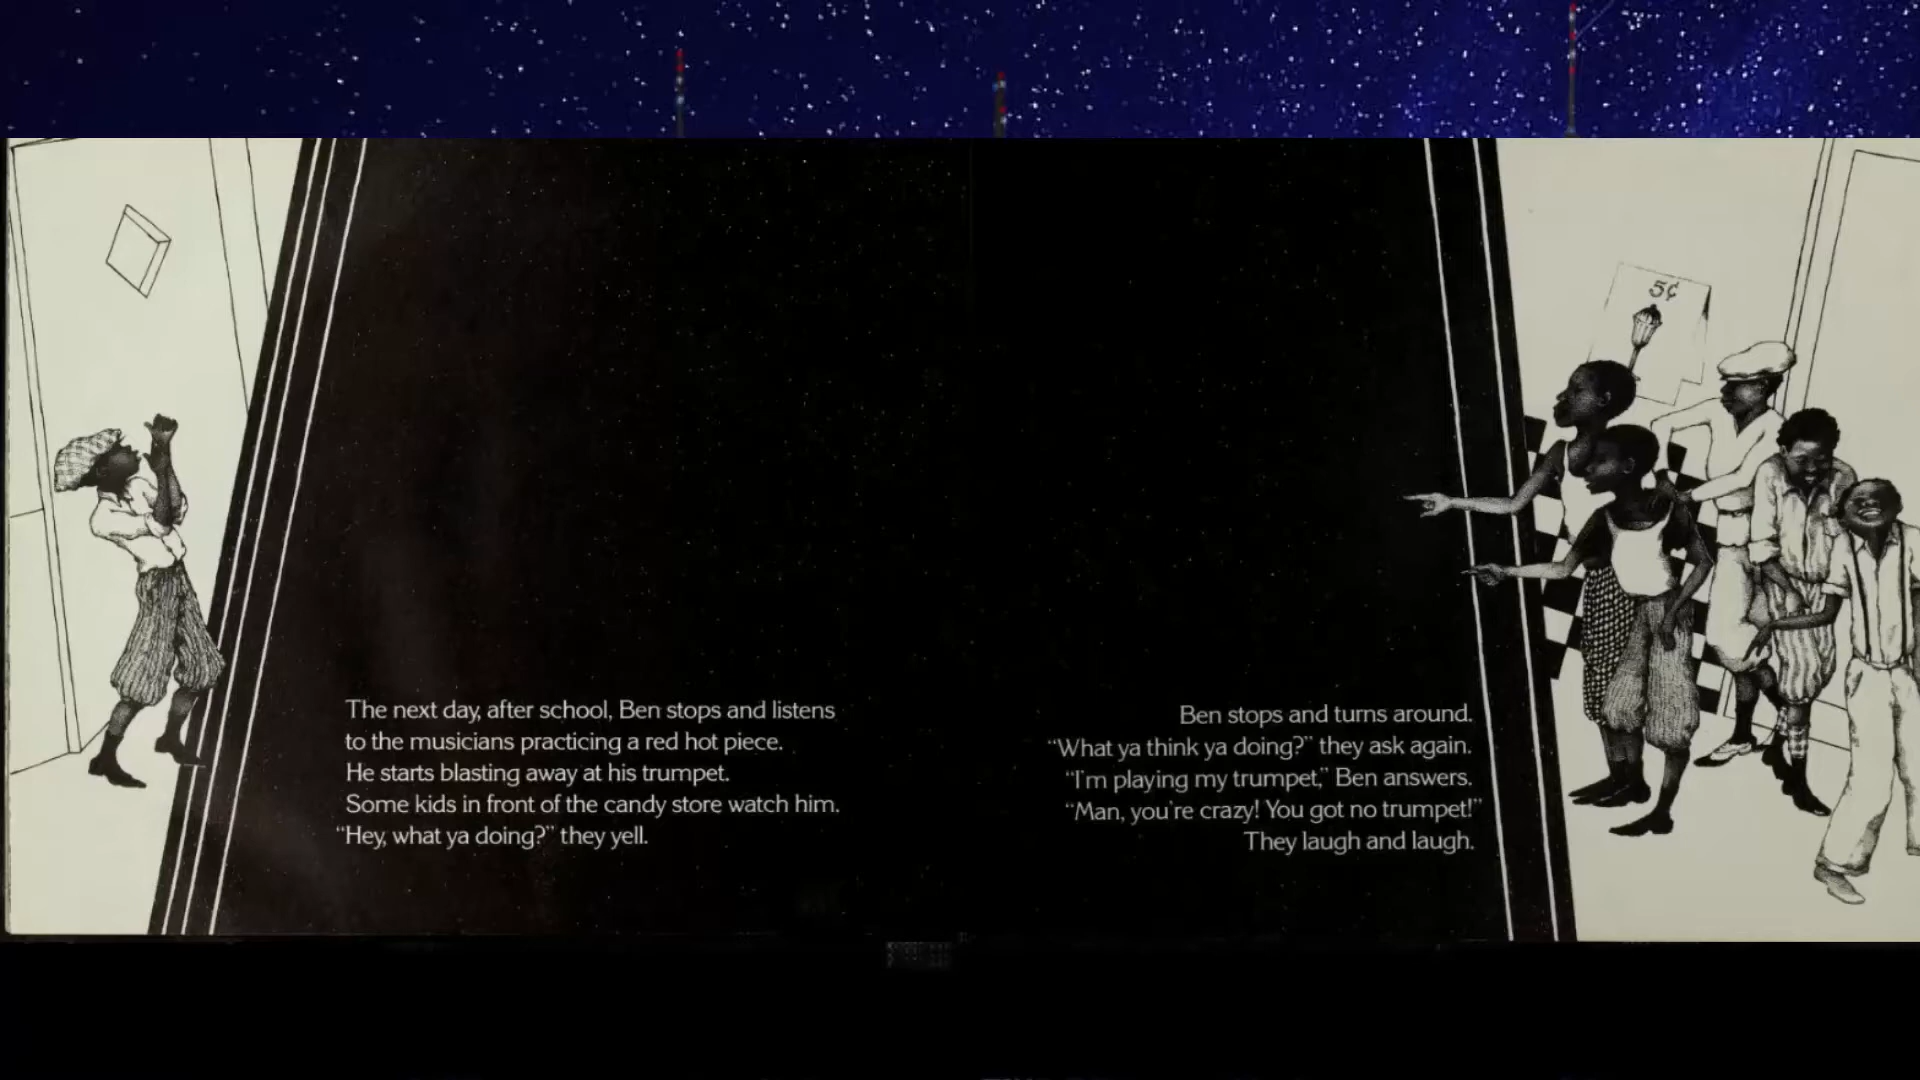 The next day, after school, Ben stops and listens
to the musicians practicing a red hot piece.
He starts blasting away at his trumpet.
Some kids in front of the candy store watch him.
“Hey, what ya doing?” they yell.
Ben stops and turns around.
“What ya think ya doing?” they ask again.
“I'm playing my trumpet,” Ben answers.
“Man, you're crazy! You got no trumpet!”
They laugh and laugh.
5¢